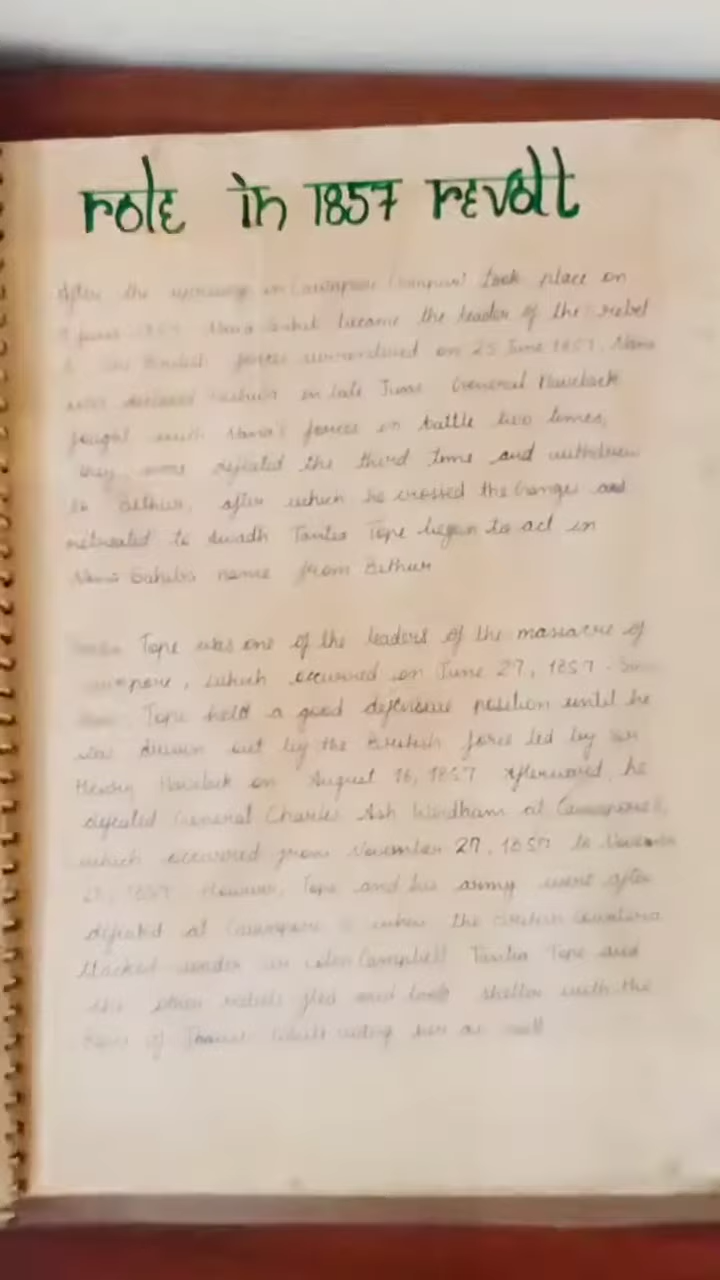 role in 1857 revolt
After the uprising in Cawnpore (Kanpur) took place on
June 1857, Nana Sahib became the leader of the rebel
British forces surrendered on 25 June 1857, Nana
was declared Peshwa in late June. General Havelock
fought with Nana's forces in battle two times,
they were defeated the third time and withdrew
to Bithur, after which he crossed the Ganges and
retreated to Awadh Tantia Tope began to act in
Nana Sahib's name from Bithur
Tope was one of the leaders of the massacre of
which occurred on June 27, 1857.
Tope held a good defensive position until he
was driven out by the British force led by sir
Henry Havelock on August 16, 1857 Afterward, he
defeated General Charles Ash Windham at Cawnpore
which occurred from November 27, 1857 to
1857. However, Tope and his army were after
defeated at Cawnpore when the British
under sir Colin Campbell Tantia Tope and
the other rebels fled and took shelter with the
of Jhansi whilst her as well